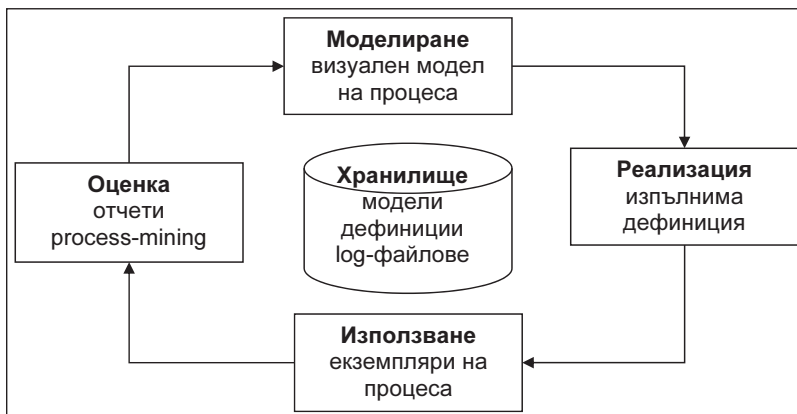 Моделиране
визуален модел
на процеса
Оценка
отчети
process-mining
Хранилище
модели
дефиниции
log-файлове
Реализация
изпълнима
дефиниция
Използване
екземпляри на
процеса